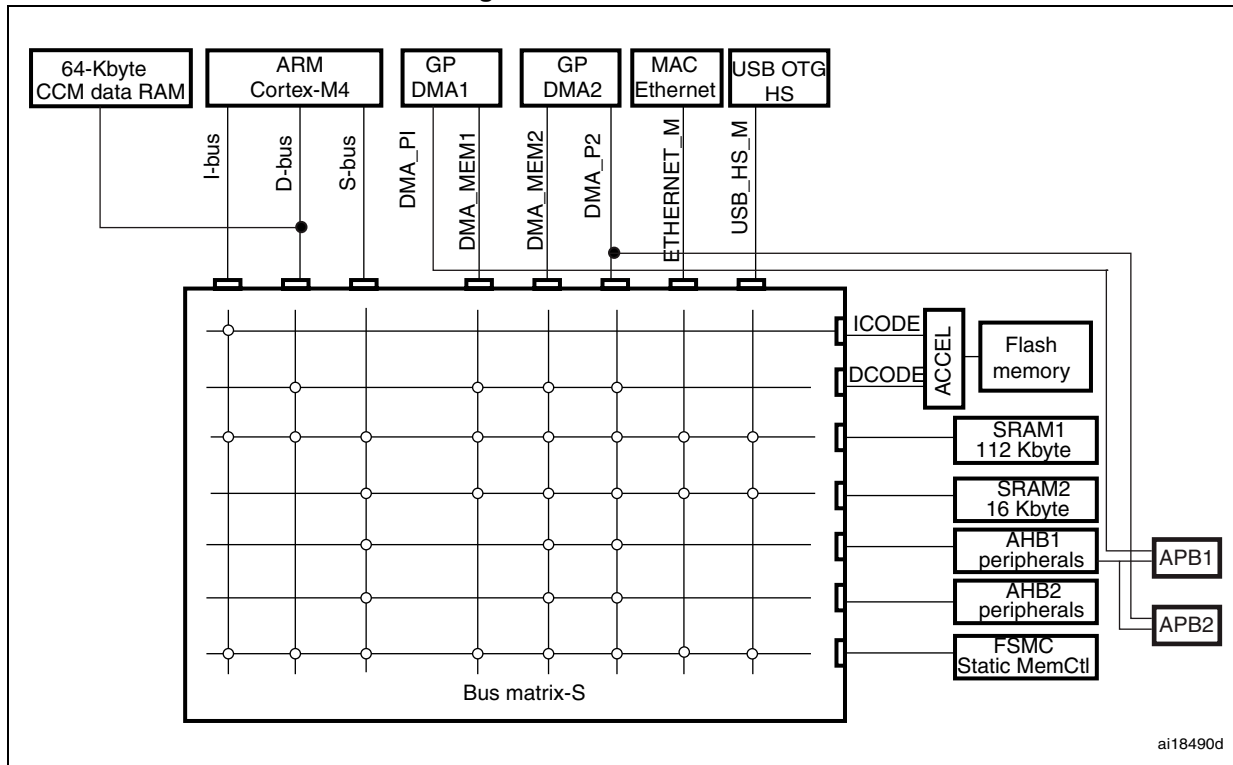 64-Kbyte
CCM data RAM
ARM
Cortex-M4
GP
DMA1
GP
DMA2
MAC
Ethernet
USB OTG
HS
I-bus
D-bus
S-bus
DMA_PI
DMA_MEM1
DMA_MEM2
DMA_P2
ETHERNET_M
USB_HS_M
ICODE
DCODE
ACCEL
Flash
memory
SRAM1
112 Kbyte
SRAM2
16 Kbyte
AHB1
peripherals
APB1
AHB2
peripherals
APB2
FSMC
Static MemCtl
Bus matrix-S
ai18490d